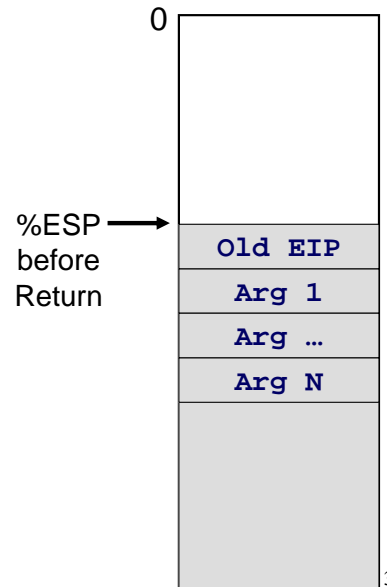 0
%ESP
before
Return
Old EIP
Arg 1
Arg …
Arg N